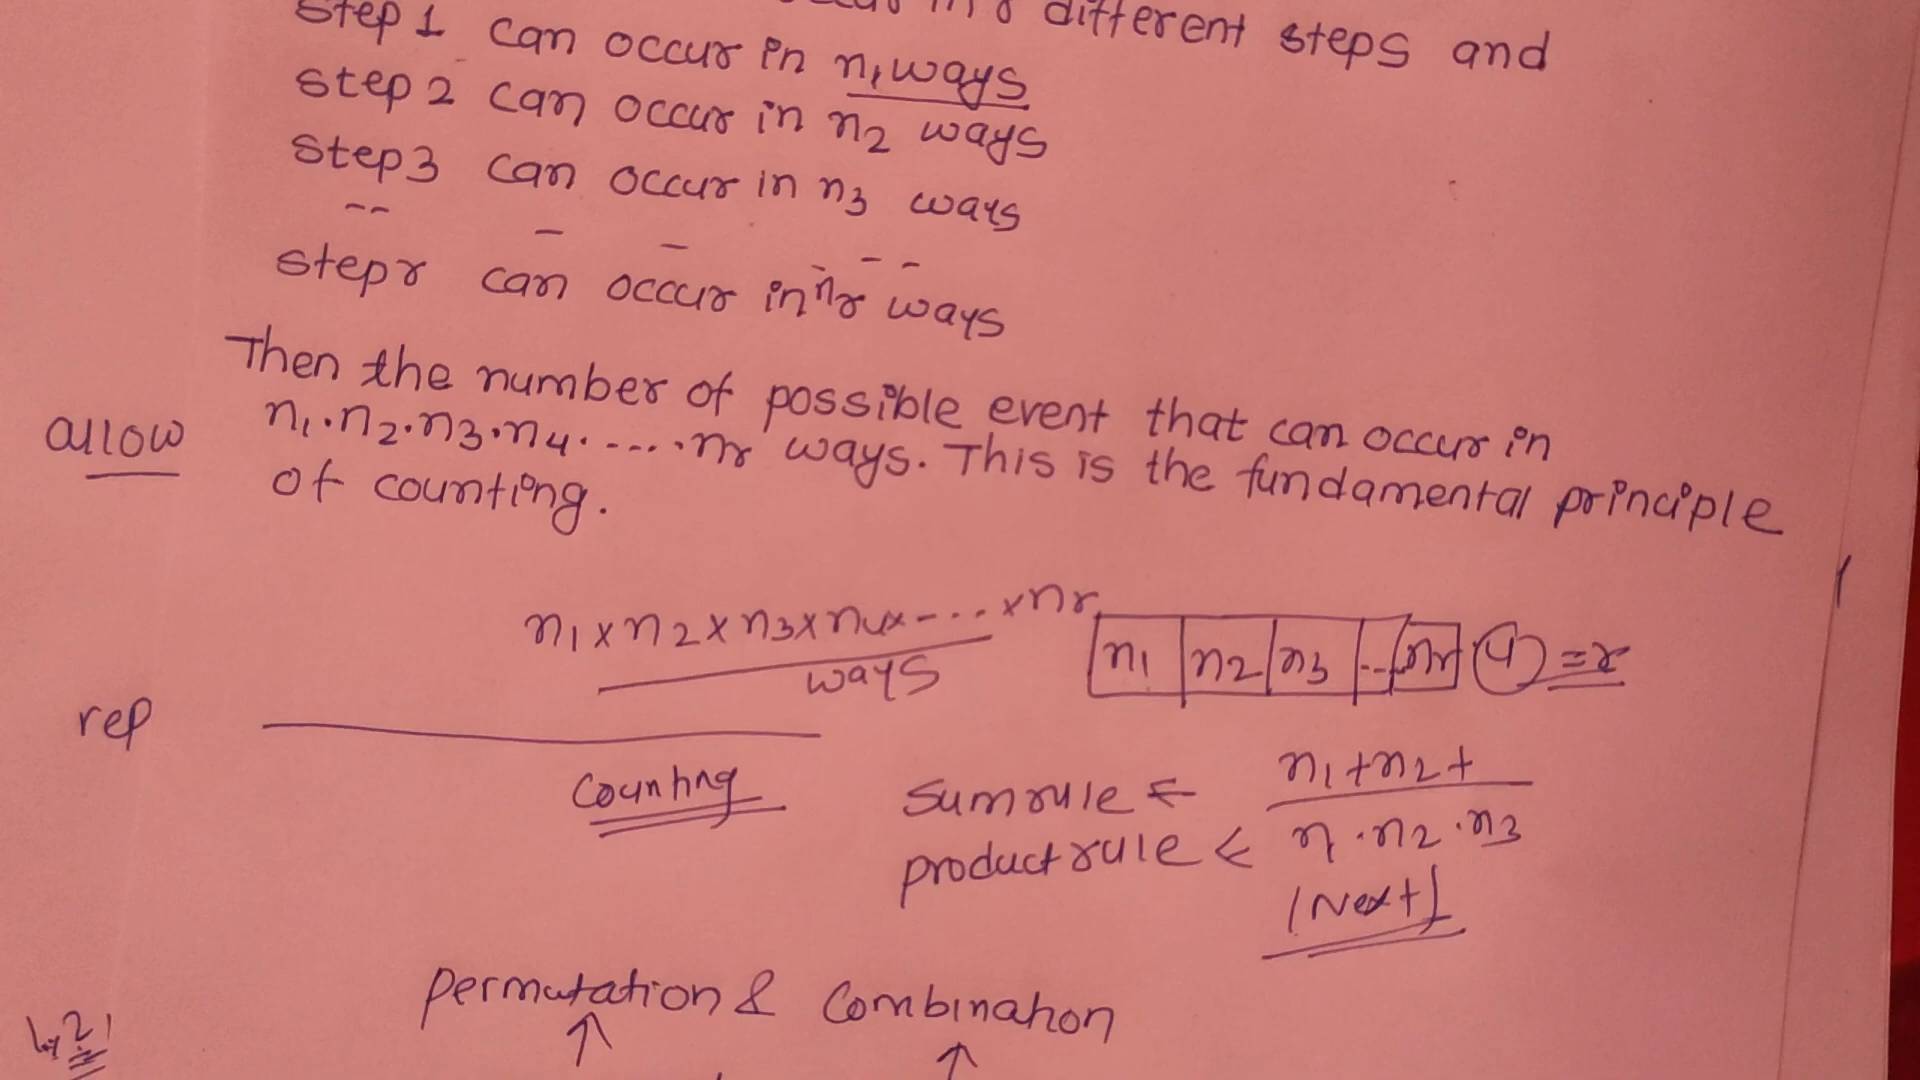 different steps and
Step 1 can occur in n₁ ways
step 2 can occur in n₂ ways
step3 can occur in n₃ ways
-- - - - - -
step r can occur in nr ways
Then the number of possible event that can occur in
allow n₁.n₂.n₃.n₄. ---- .nr ways. This is the fundamental principle
of counting.
n₁ x n₂ x n₃ x n₄ x - ... x nr
ways
n₁ n₂ n₃ .. nr (4) = r
rep
Counting
Sum rule ← n₁+n₂+
product rule < n.n₂.n₃
Next
Permutation & Combination
↑ ↑